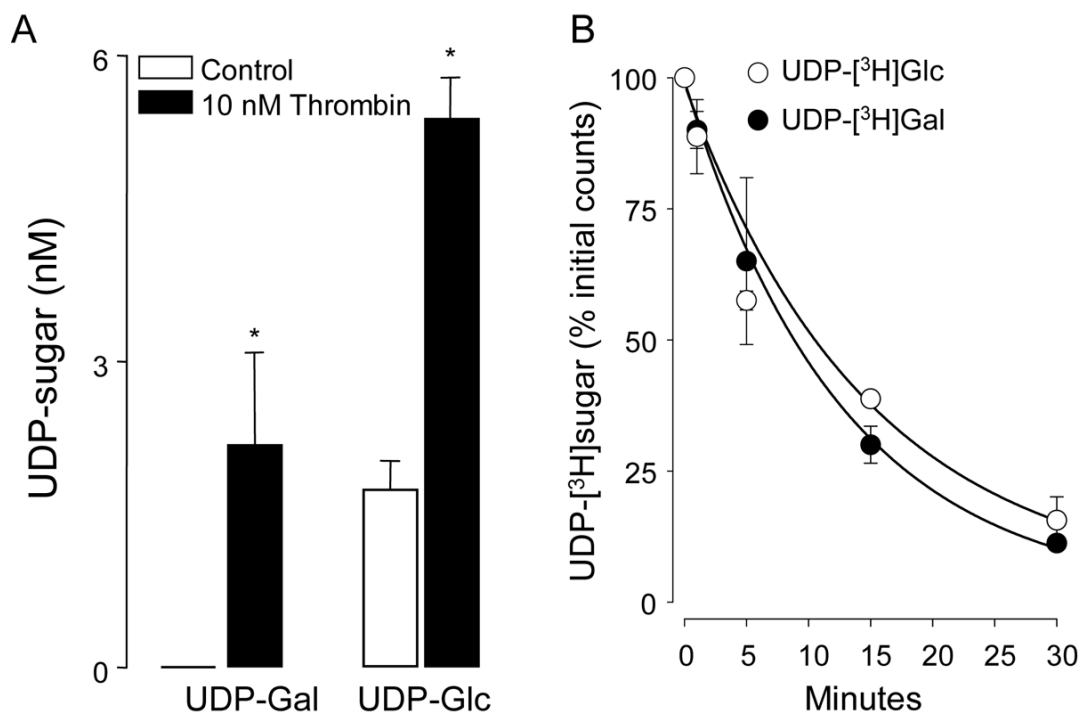 A
UDP-sugar (nM)
6
3
0
Control
10 nM Thrombin
*
*
UDP-Gal
UDP-Glc
B
UDP-[³H]sugar (% initial counts)
100
75
50
25
0
UDP-[³H]Glc
UDP-[³H]Gal
0 5 10 15 20 25 30
Minutes